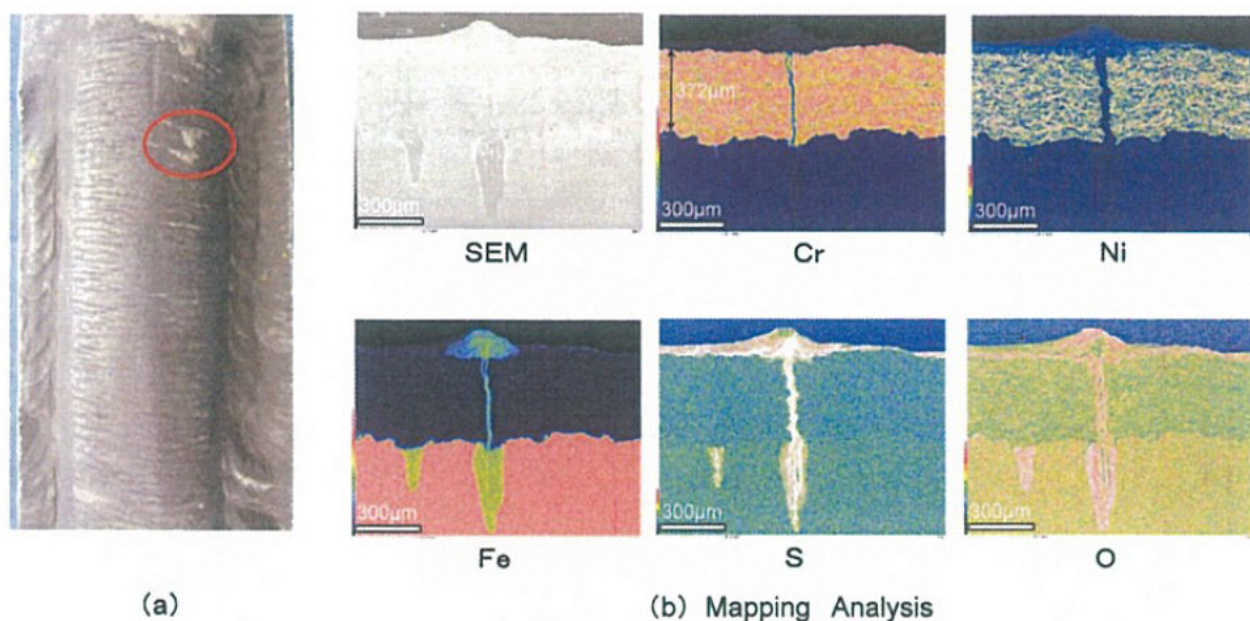 372μm
300μm
300μm
300μm
SEM
Cr
Ni
300μm
300μm
300μm
Fe
S
O
(a)
(b) Mapping Analysis